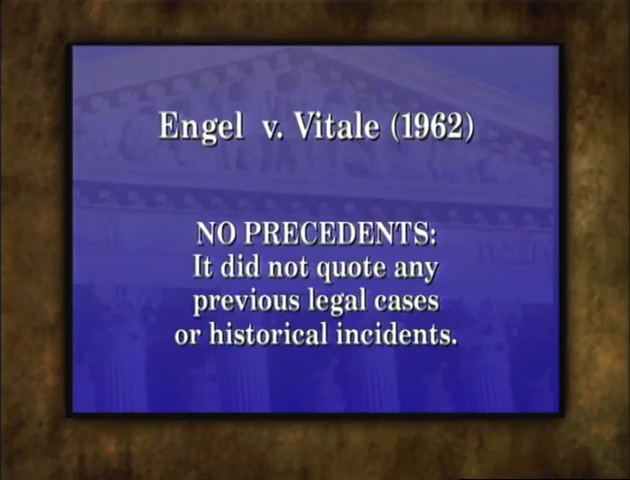 Engel v. Vitale (1962)
NO PRECEDENTS:
It did not quote any
previous legal cases
or historical incidents.